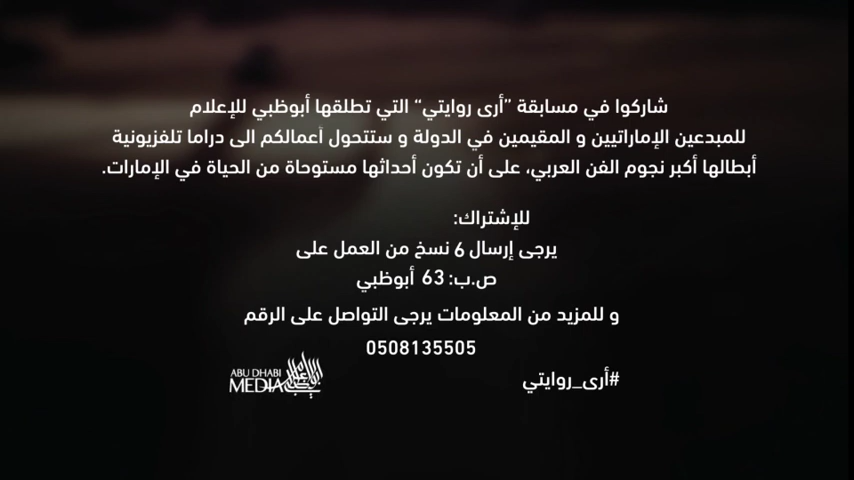 شاركوا في مسابقة ”أرى روايتي“ التي تطلقها أبوظبي للإعلام
للمبدعين الإماراتيين و المقيمين في الدولة و ستتحول أعمالكم الى دراما تلفزيونية
أبطالها أكبر نجوم الفن العربي، على أن تكون أحداثها مستوحاة من الحياة في الإمارات.
للإشتراك:
يرجى إرسال 6 نسخ من العمل على
ص.ب: 63 أبوظبي
و للمزيد من المعلومات يرجى التواصل على الرقم
0508135505
#أرى_روايتي
ABU DHABI
MEDIA